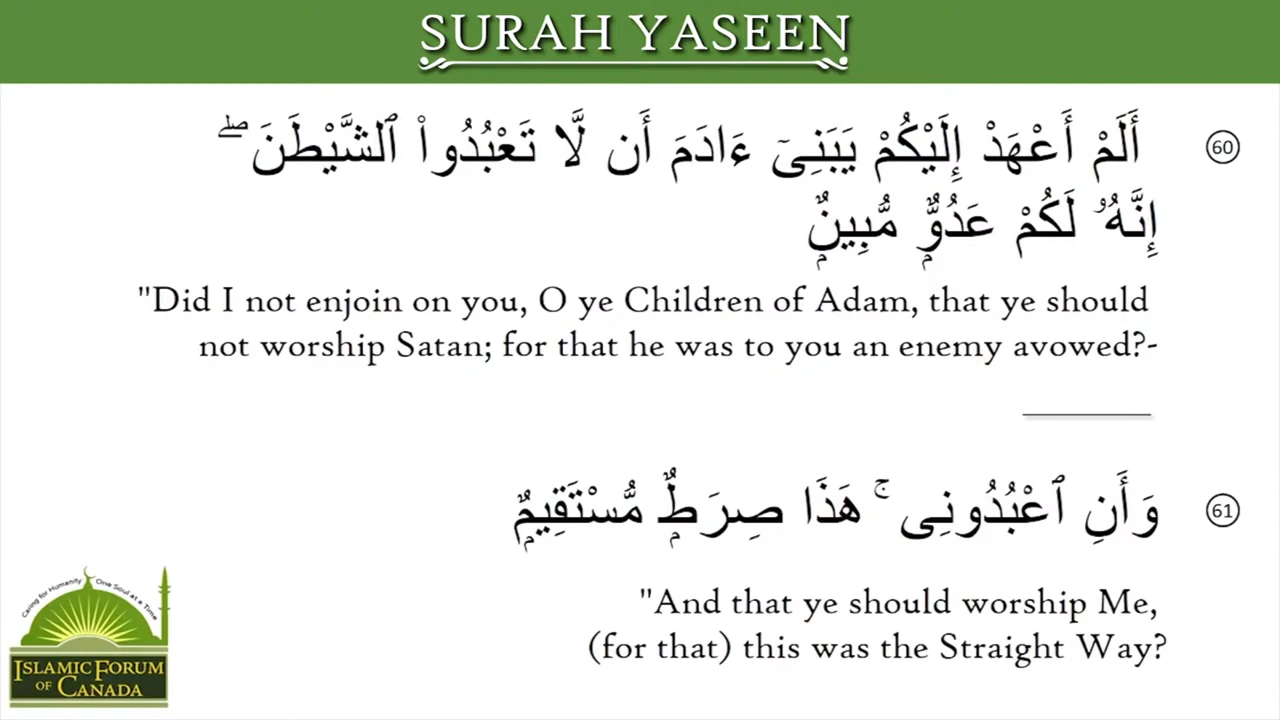 SURAH YASEEN
أَلَمْ أَعْهَدْ إِلَيْكُمْ يَبَنِىٓ ءَادَمَ أَن لَّا تَعْبُدُوا۟ ٱلشَّيْطَنَ ۖ
60
إِنَّهُۥ لَكُمْ عَدُوٌّۭ مُّبِينٌۭ
"Did I not enjoin on you, O ye Children of Adam, that ye should
not worship Satan; for that he was to you an enemy avowed?-
وَأَنِ ٱعْبُدُونِى ۚ هَذَا صِرَطٌۭ مُّسْتَقِيمٌۭ
61
"And that ye should worship Me,
(for that) this was the Straight Way?
Caring for Humanity One Soul at a Time
ISLAMIC FORUM
OF CANADA